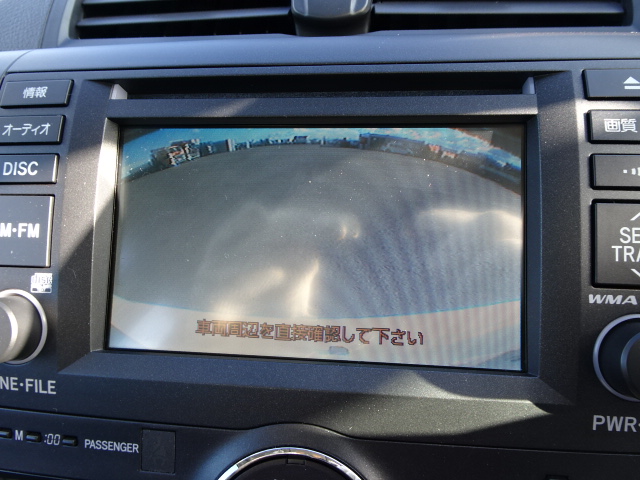 情報
オーディオ
DISC
M・FM
NE・FILE
M :00 PASSENGER
車両周辺を直接確認して下さい
画質
SE
TRA
WMA
PWR・